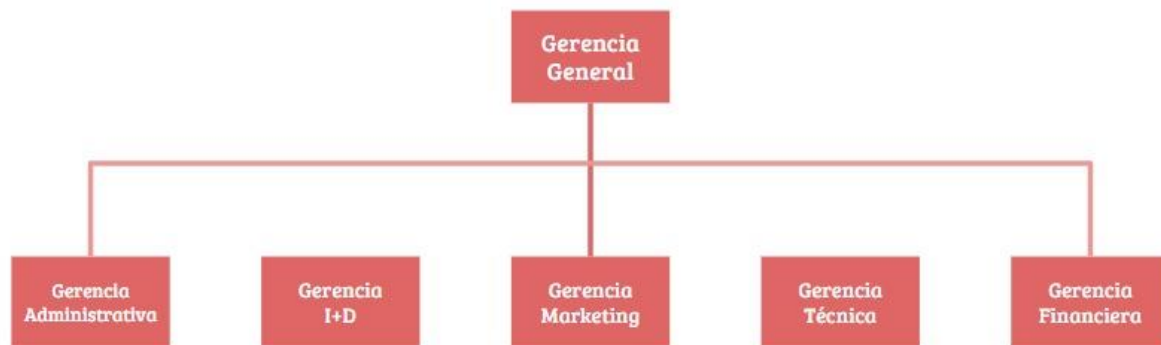 Gerencia
General
Gerencia
Administrativa
Gerencia
I+D
Gerencia
Marketing
Gerencia
Técnica
Gerencia
Financiera